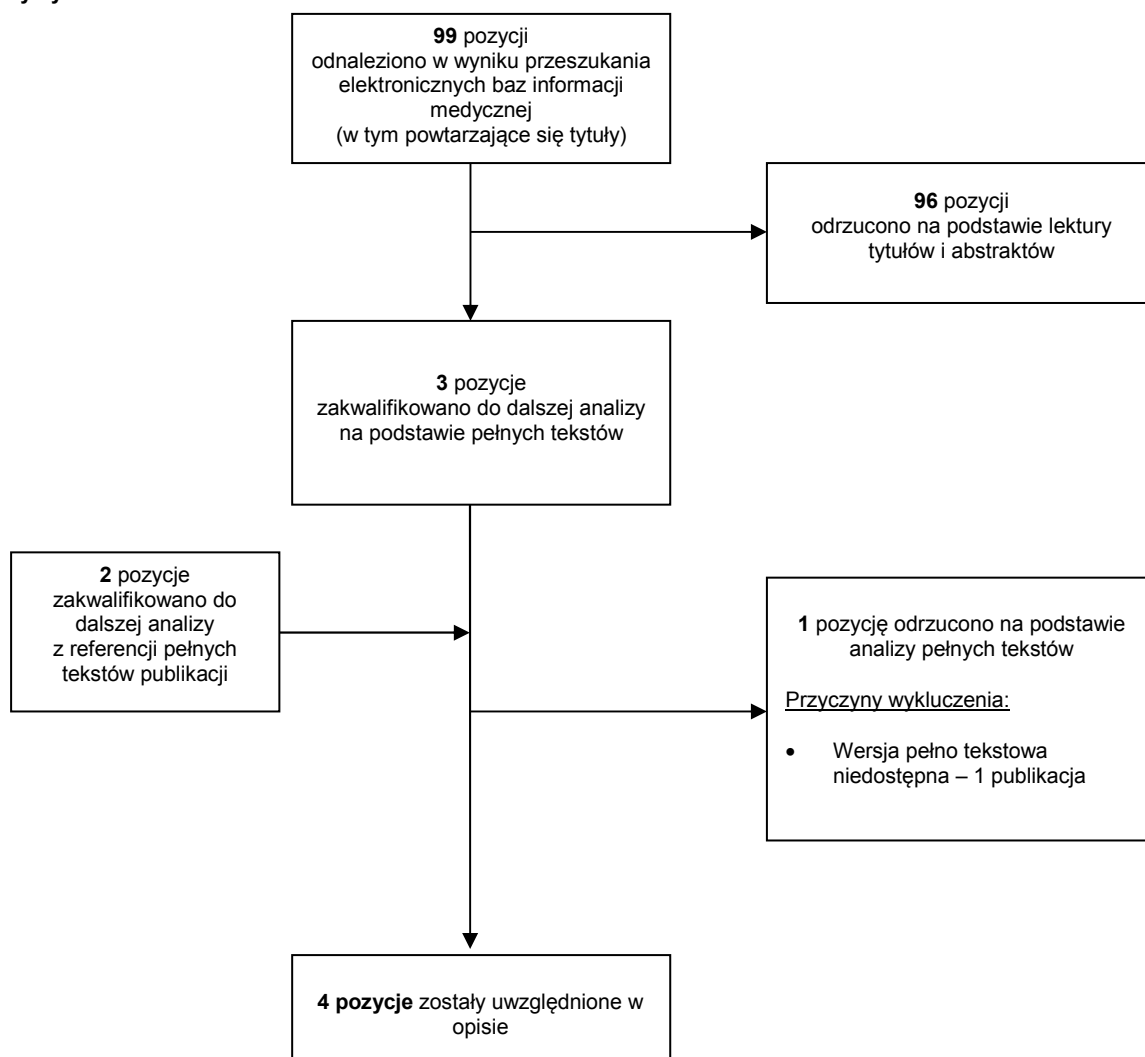 99 pozycji
odnaleziono w wyniku przeszukania
elektronicznych baz informacji
medycznej
(w tym powtarzające się tytuły)
96 pozycji
odrzucono na podstawie lektury
tytułów i abstraktów
3 pozycje
zakwalifikowano do dalszej analizy
na podstawie pełnych tekstów
2 pozycje
zakwalifikowano do
dalszej analizy
z referencji pełnych
tekstów publikacji
1 pozycję odrzucono na podstawie
analizy pełnych tekstów
Przyczyny wykluczenia:
• Wersja pełno tekstowa
niedostępna – 1 publikacja
4 pozycje zostały uwzględnione w
opisie